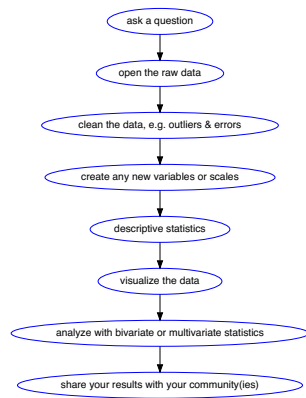 ask a question
open the raw data
clean the data, e.g. outliers & errors
create any new variables or scales
descriptive statistics
visualize the data
analyze with bivariate or multivariate statistics
share your results with your community(ies)